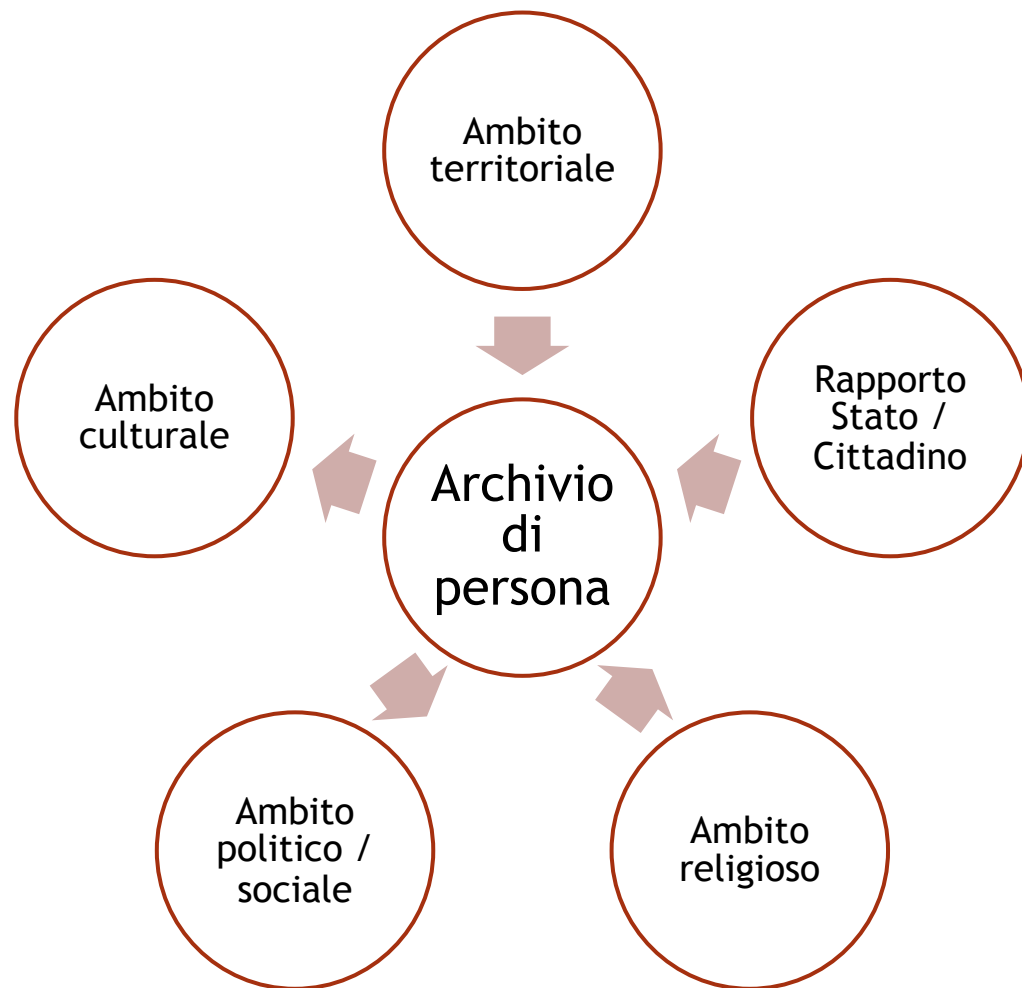 Ambito
territoriale
Ambito
culturale
Rapporto
Stato /
Cittadino
Archivio
di
persona
Ambito
politico /
sociale
Ambito
religioso